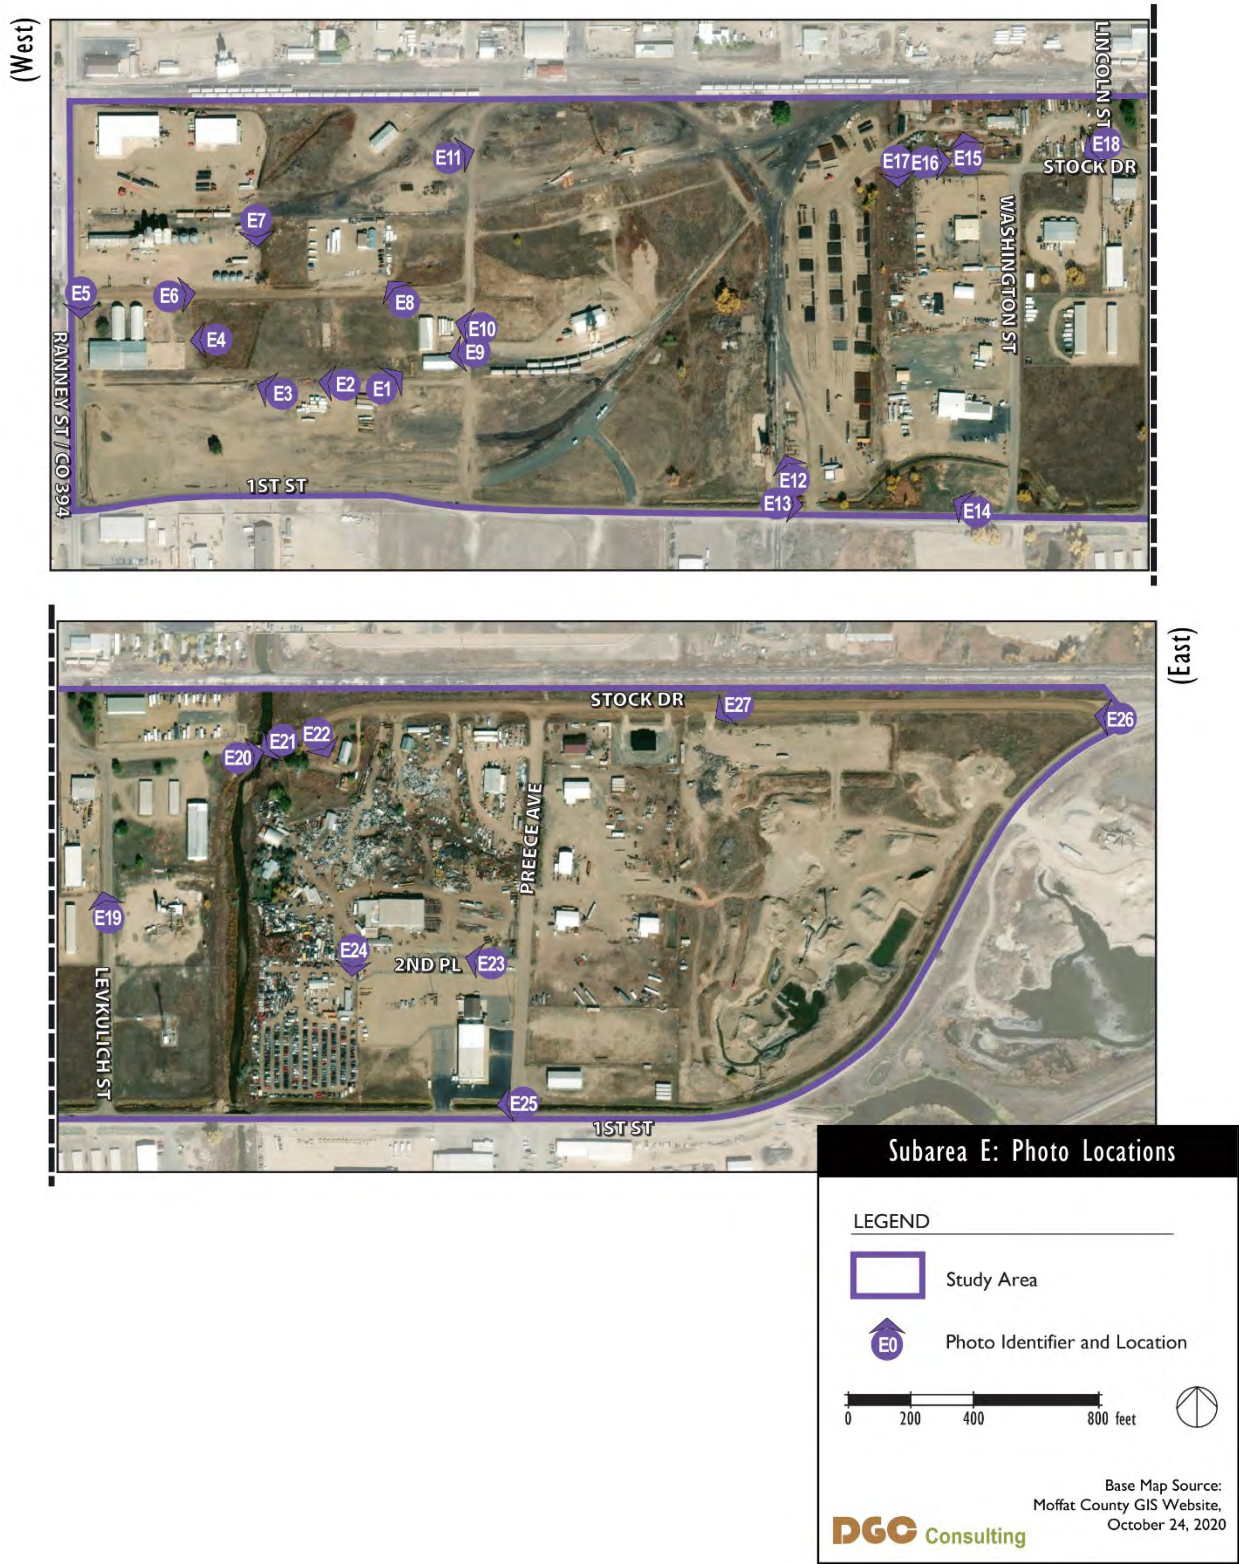 (West)
LINCOLN ST
E11
E17
E16
E15
E18
STOCK DR
E7
WASHINGTON ST
E5
E6
E8
E4
E10
E9
RANNEY ST / CO 394
E3
E2
E1
1ST ST
E12
E13
E14
(East)
STOCK DR
E27
E26
E20
E21
E22
PREECE AVE
E19
E24
2ND PL
E23
LEVKULICH ST
E25
1ST ST
Subarea E: Photo Locations
LEGEND
Study Area
E0
Photo Identifier and Location
0 200 400 800 feet
Base Map Source:
Moffat County GIS Website,
October 24, 2020
DGC Consulting